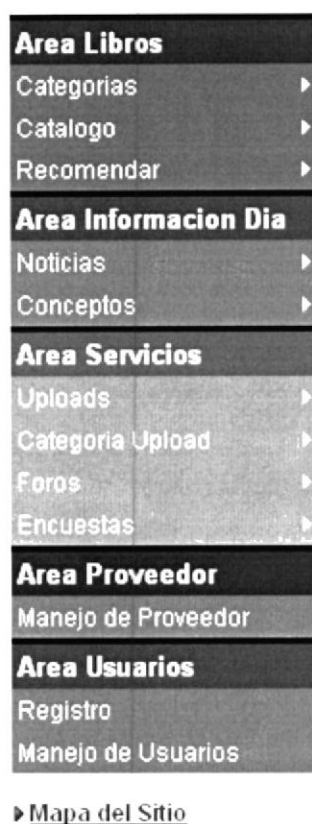 Area Libros
Categorias
Catalogo
Recomendar
Area Informacion Dia
Noticias
Conceptos
Area Servicios
Uploads
Categoria Upload
Foros
Encuestas
Area Proveedor
Manejo de Proveedor
Area Usuarios
Registro
Manejo de Usuarios
Mapa del Sitio